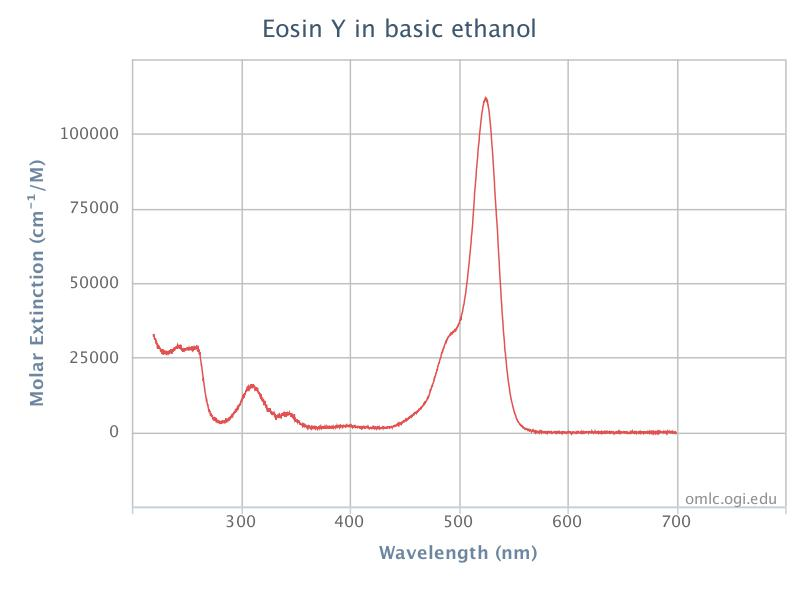 Eosin Y in basic ethanol
Molar Extinction (cm⁻¹/M)
100000
75000
50000
25000
0
omlc.ogi.edu
300 400 500 600 700
Wavelength (nm)